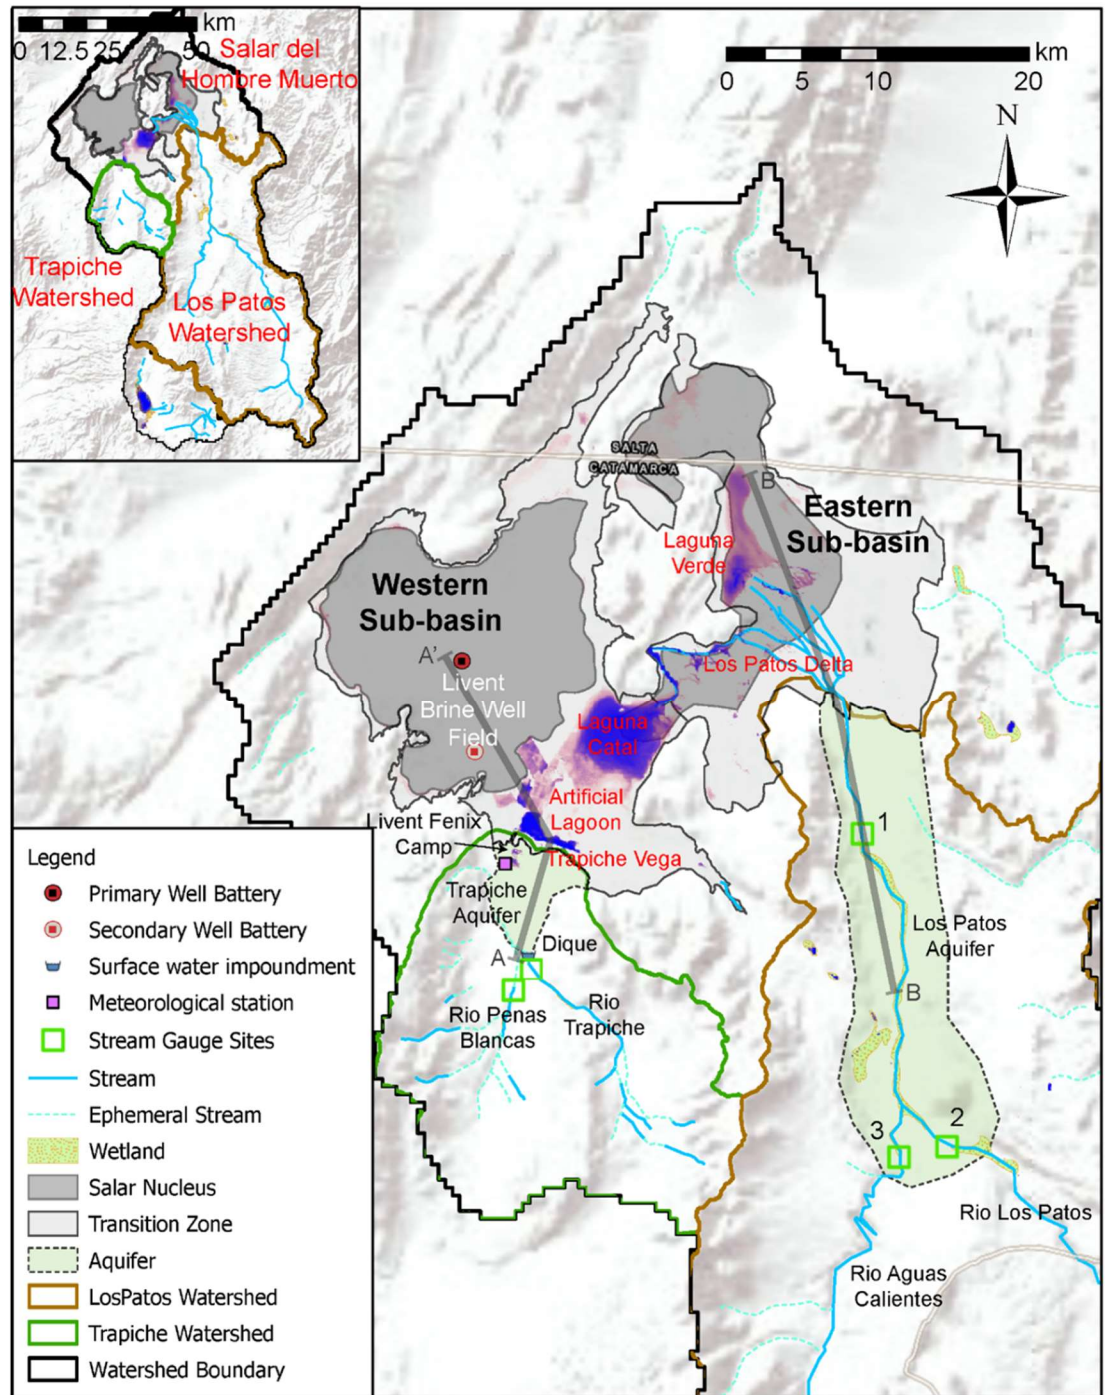 km
0 12.5 25 50
Salar del
Hombre Muerto
Trapiche
Watershed
Los Patos
Watershed
km
0 5 10 20
N
SALTA
CATAMARCA
B
Eastern
Sub-basin
Laguna
Verde
Western
Sub-basin
A'
Livent
Brine Well
Field
Los Patos Delta
Laguna
Catal
Artificial
Lagoon
Livent Fenix
Camp
Trapiche Vega
1
Trapiche
Aquifer
Los Patos
Aquifer
Dique
A
B
Rio Penas
Blancas
Rio
Trapiche
3
2
Rio Los Patos
Rio Aguas
Calientes
Legend
Primary Well Battery
Secondary Well Battery
Surface water impoundment
Meteorological station
Stream Gauge Sites
Stream
Ephemeral Stream
Wetland
Salar Nucleus
Transition Zone
Aquifer
LosPatos Watershed
Trapiche Watershed
Watershed Boundary